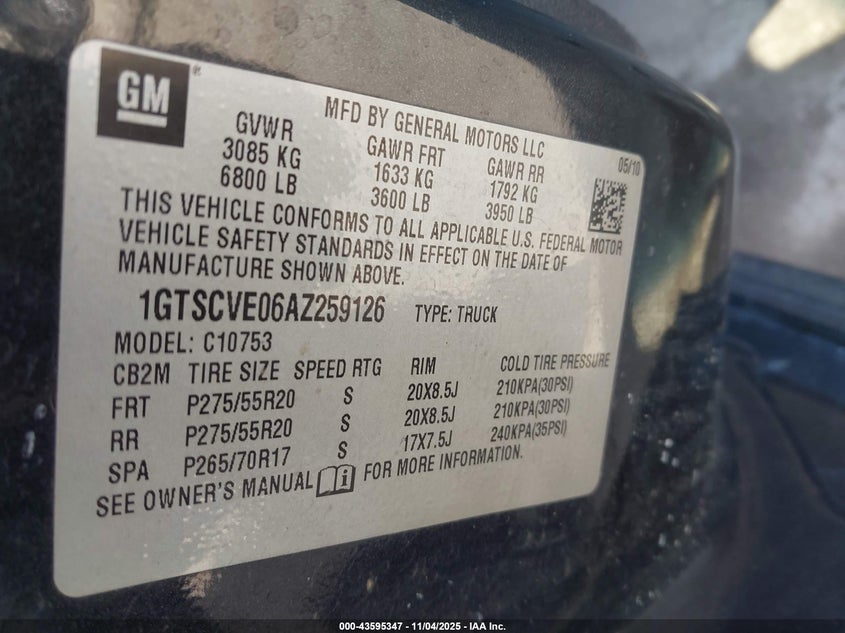 GM ®
MFD BY GENERAL MOTORS LLC
05/10
GVWR GAWR FRT GAWR RR
3085 KG 1633 KG 1792 KG
6800 LB 3600 LB 3950 LB
THIS VEHICLE CONFORMS TO ALL APPLICABLE U.S. FEDERAL MOTOR
VEHICLE SAFETY STANDARDS IN EFFECT ON THE DATE OF
MANUFACTURE SHOWN ABOVE.
1GTSCVE06AZ259126 TYPE: TRUCK
MODEL: C10753
CB2M TIRE SIZE SPEED RTG RIM COLD TIRE PRESSURE
FRT P275/55R20 S 20X8.5J 210KPA(30PSI)
RR P275/55R20 S 20X8.5J 210KPA(30PSI)
SPA P265/70R17 S 17X7.5J 240KPA(35PSI)
SEE OWNER'S MANUAL FOR MORE INFORMATION.
000-43595347 - 11/04/2025 - IAA Inc.